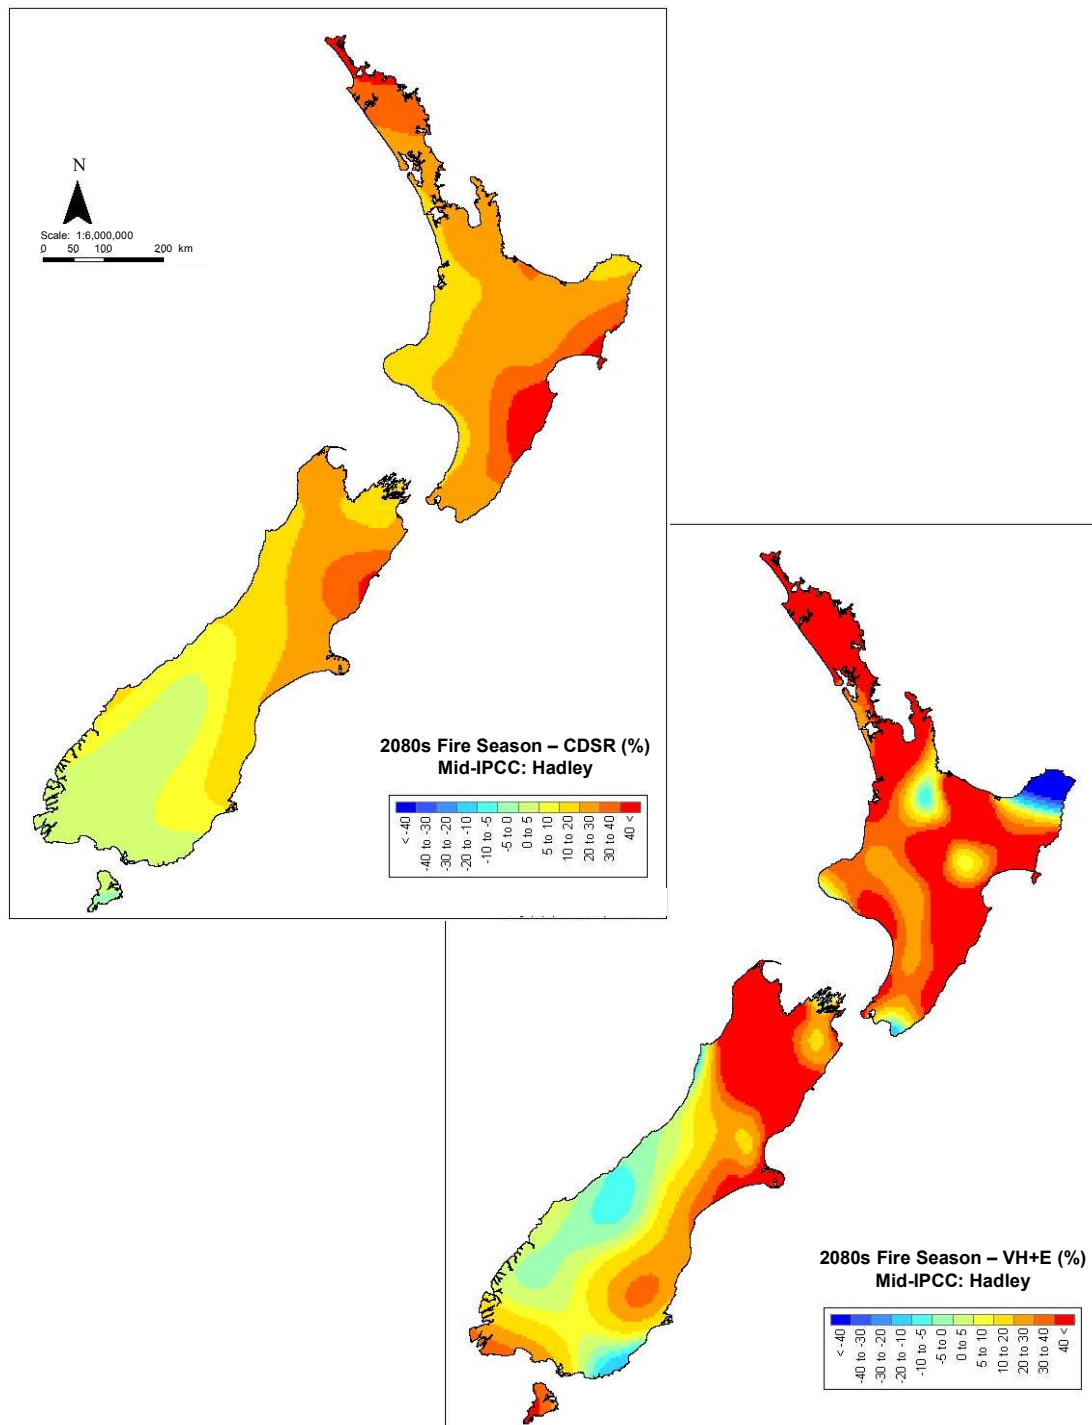 N
Scale: 1:6,000,000
0 50 100 200 km
2080s Fire Season – CDSR (%)
Mid-IPCC: Hadley
< -40
-40 to -30
-30 to -20
-20 to -10
-10 to -5
-5 to 0
0 to 5
5 to 10
10 to 20
20 to 30
30 to 40
40 <
2080s Fire Season – VH+E (%)
Mid-IPCC: Hadley
< -40
-40 to -30
-30 to -20
-20 to -10
-10 to -5
-5 to 0
0 to 5
5 to 10
10 to 20
20 to 30
30 to 40
40 <